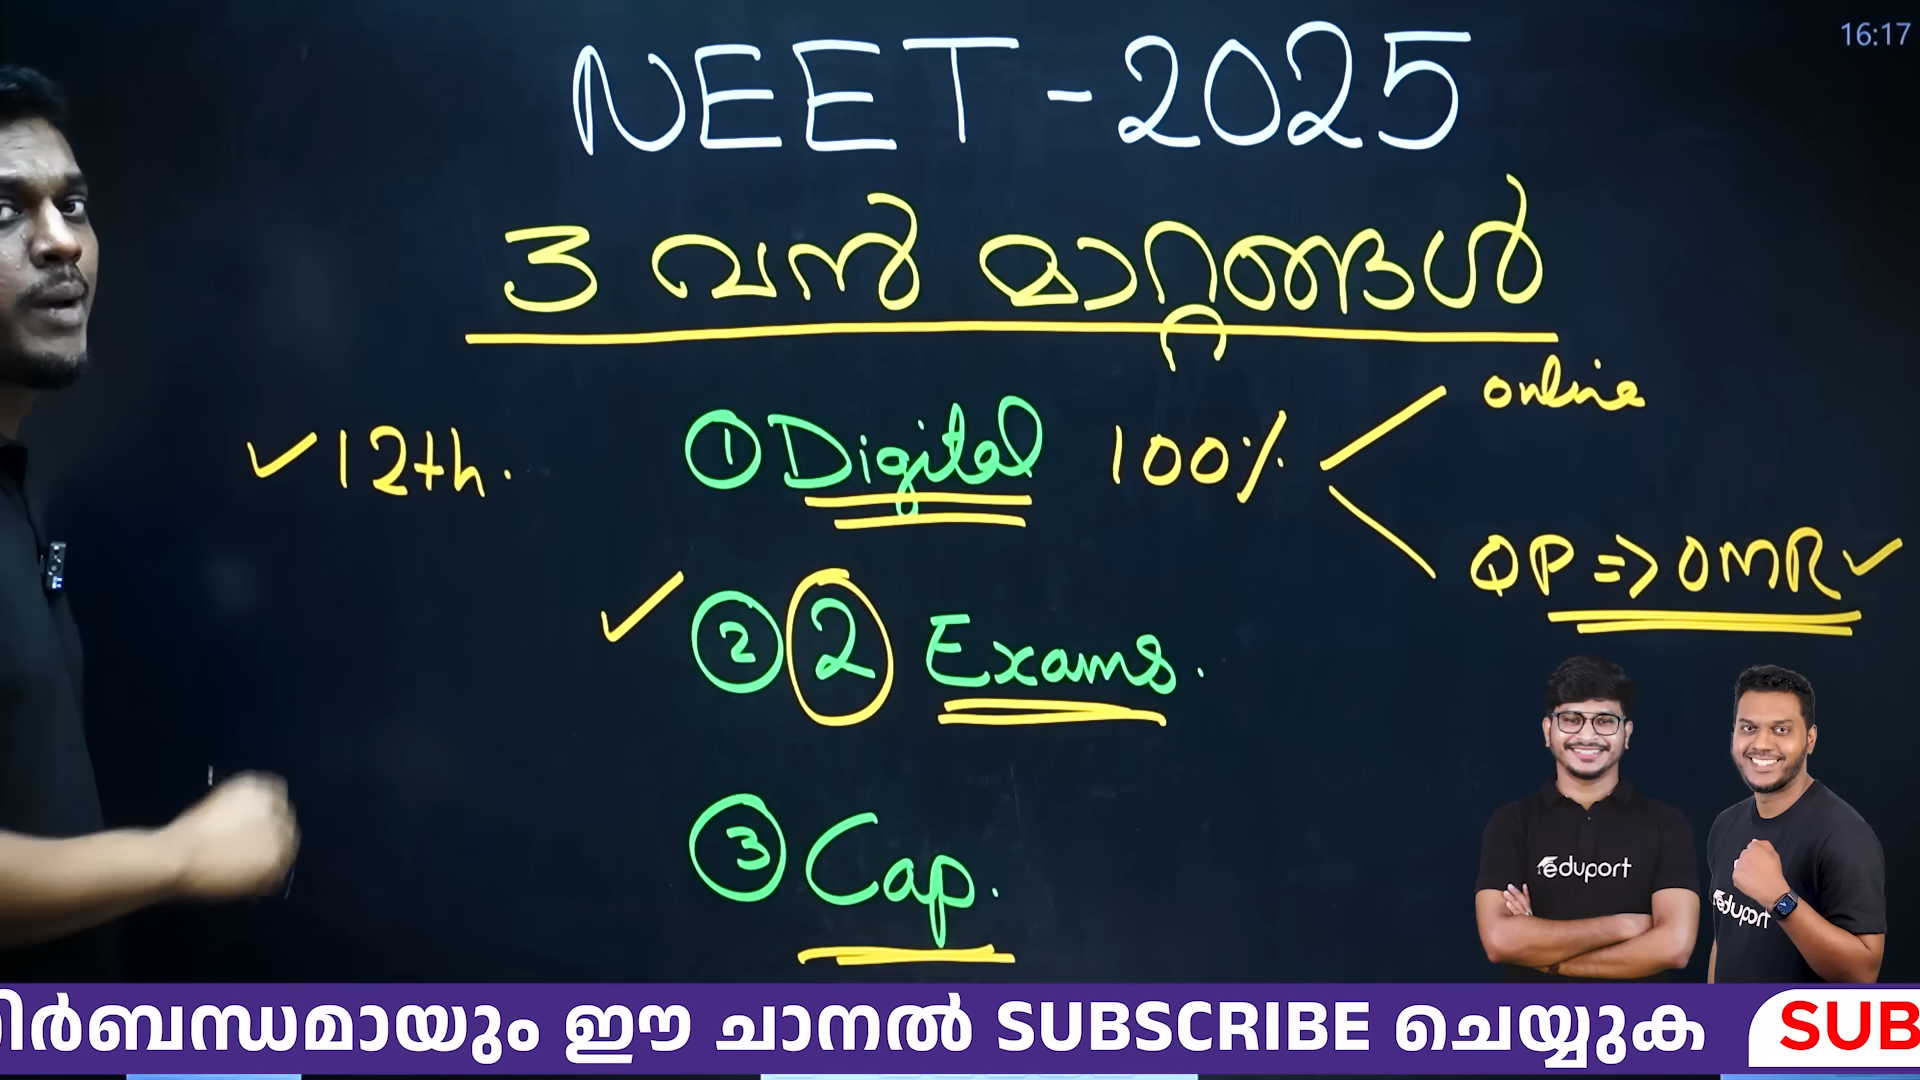 16:17
NEET-2025
3 വൻ മാറ്റങ്ങൾ
online
✓ 12th.
① Digital 100%
QP => OMR ✓
✓ ② 2 Exams.
③ Cap.
eduport
eduport
നിർബന്ധമായും ഈ ചാനൽ SUBSCRIBE ചെയ്യുക
SUB